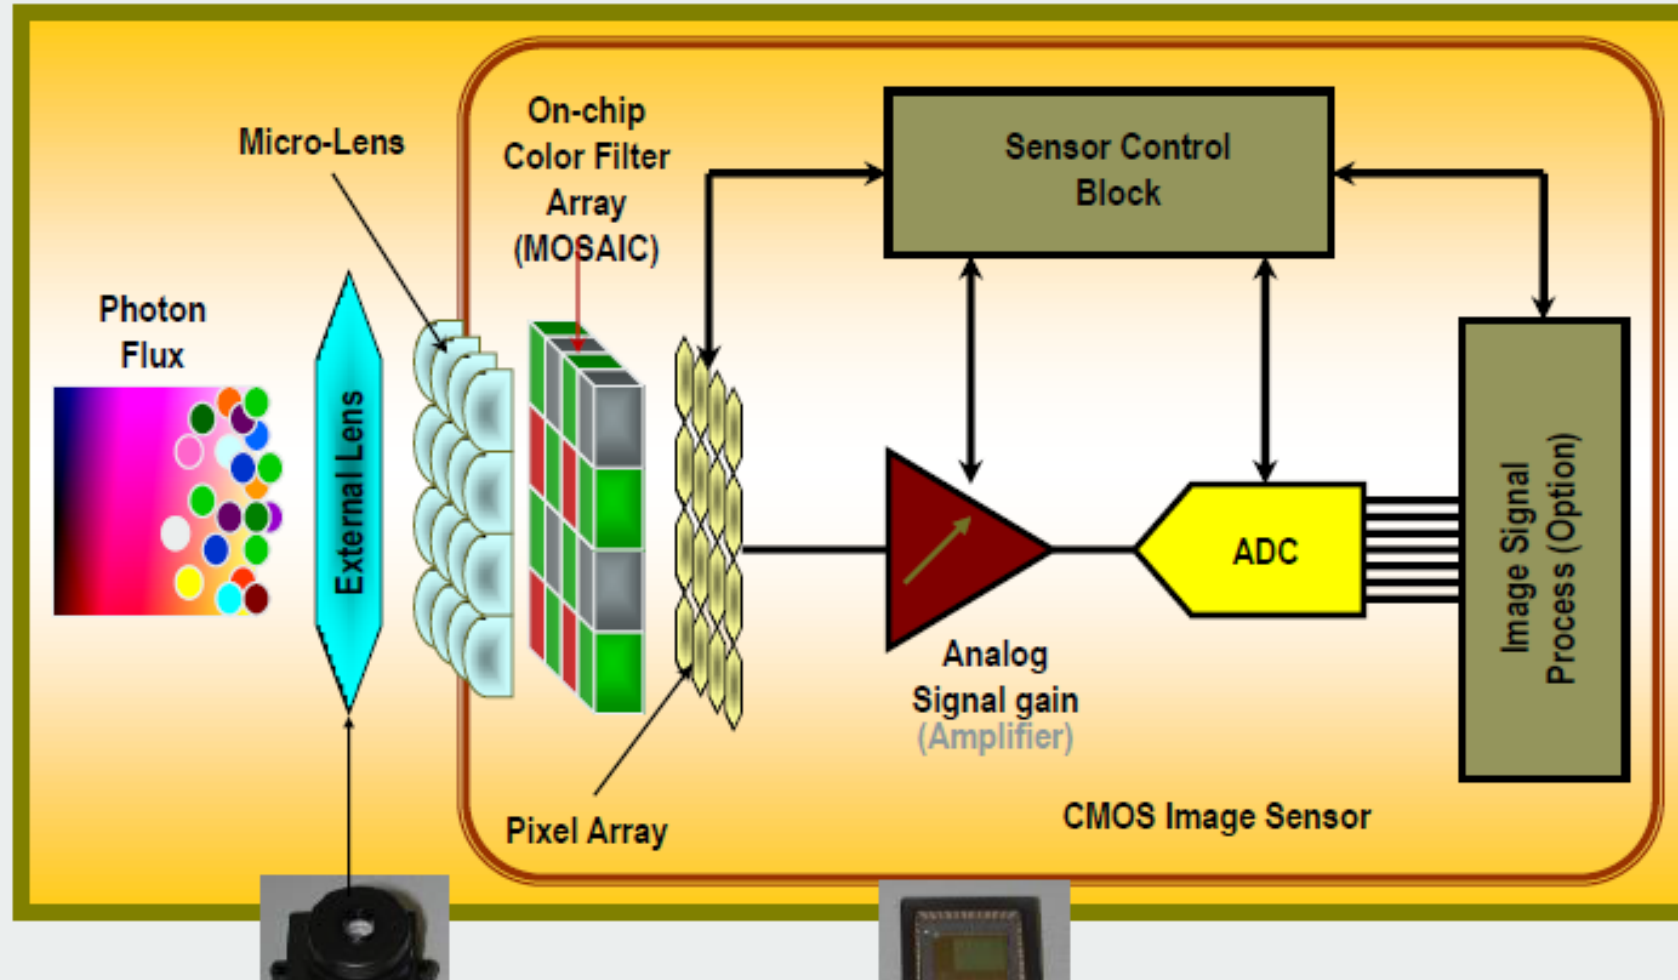 On-chip
Color Filter
Array
(MOSAIC)
Micro-Lens
Sensor Control
Block
Photon
Flux
External Lens
ADC
Image Signal
Process (Option)
Analog
Signal gain
(Amplifier)
Pixel Array
CMOS Image Sensor